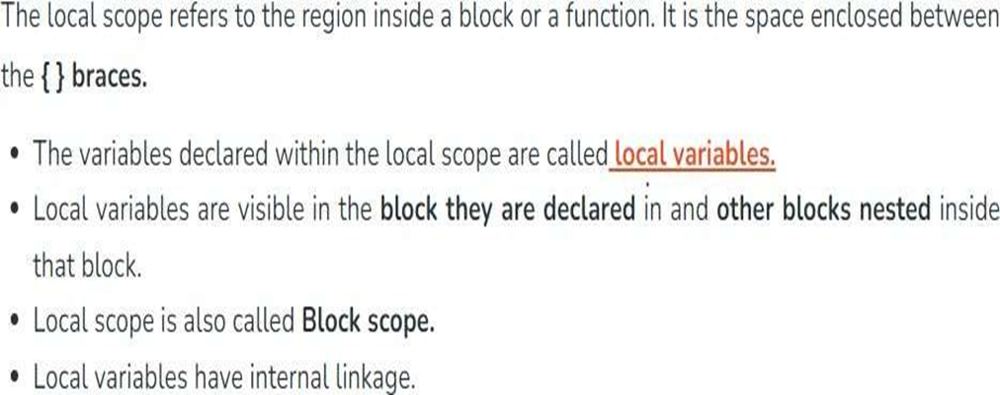 The local scope refers to the region inside a block or a function. It is the space enclosed between
the { } braces.
• The variables declared within the local scope are called local variables.
• Local variables are visible in the block they are declared in and other blocks nested inside
that block.
• Local scope is also called Block scope.
• Local variables have internal linkage.